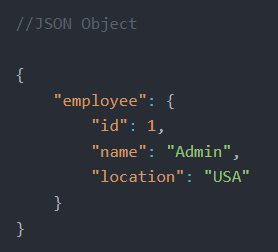 //JSON Object
{
    "employee": {
        "id": 1,
        "name": "Admin",
        "location": "USA"
    }
}